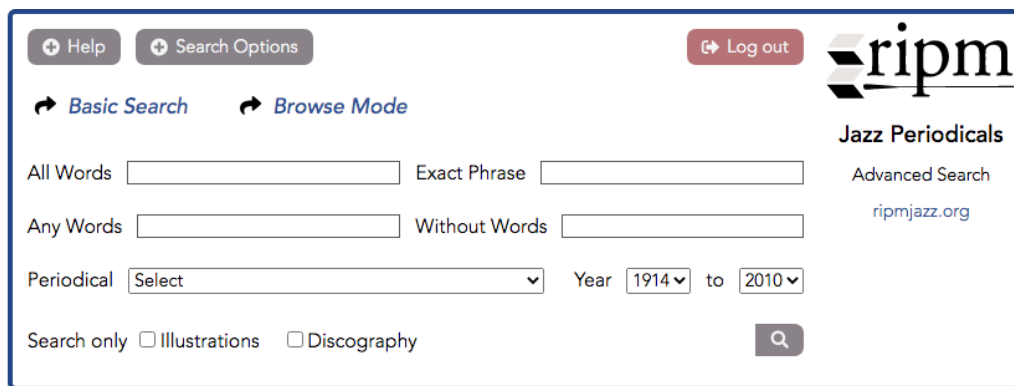 Help Search Options Log out
ripm
Basic Search Browse Mode
Jazz Periodicals
All Words Exact Phrase
Advanced Search
ripmjazz.org
Any Words Without Words
Periodical Select Year 1914 to 2010
Search only Illustrations Discography